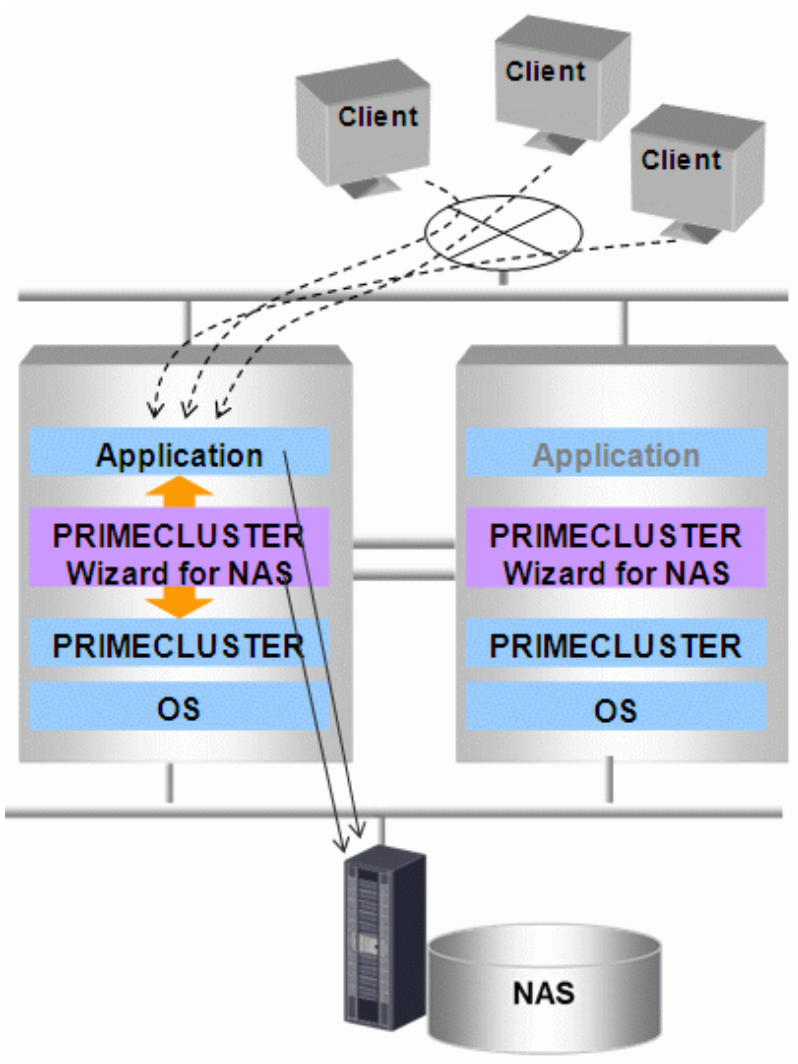 Client
Client
Client
Application
PRIMECLUSTER
Wizard for NAS
PRIMECLUSTER
OS
Application
PRIMECLUSTER
Wizard for NAS
PRIMECLUSTER
OS
NAS